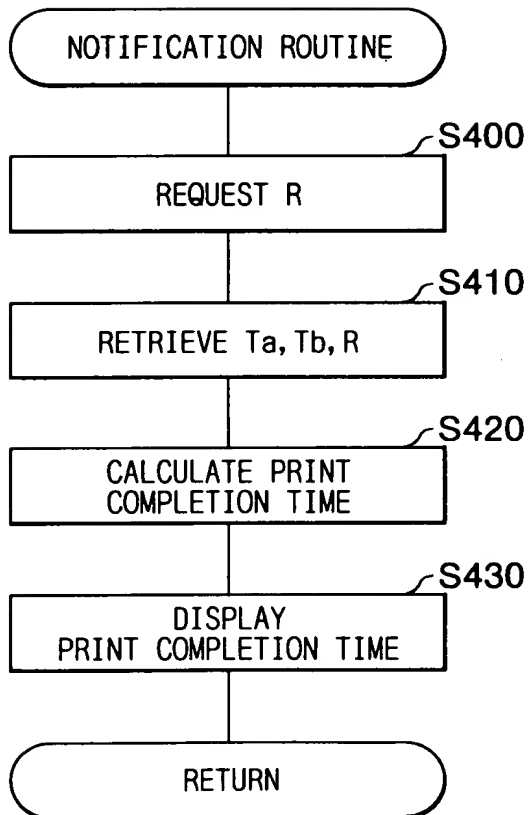 NOTIFICATION ROUTINE
S400
REQUEST R
S410
RETRIEVE Ta, Tb, R
S420
CALCULATE PRINT
COMPLETION TIME
S430
DISPLAY
PRINT COMPLETION TIME
RETURN